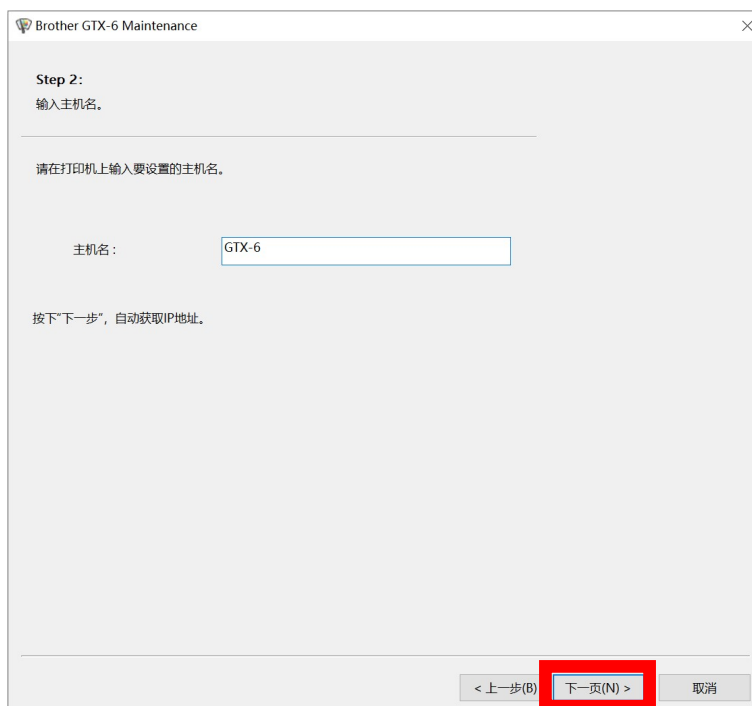 Brother GTX-6 Maintenance
Step 2:
输入主机名。
请在打印机上输入要设置的主机名。
主机名： GTX-6
按下“下一步”，自动获取IP地址。
< 上一步(B) 下一页(N) > 取消